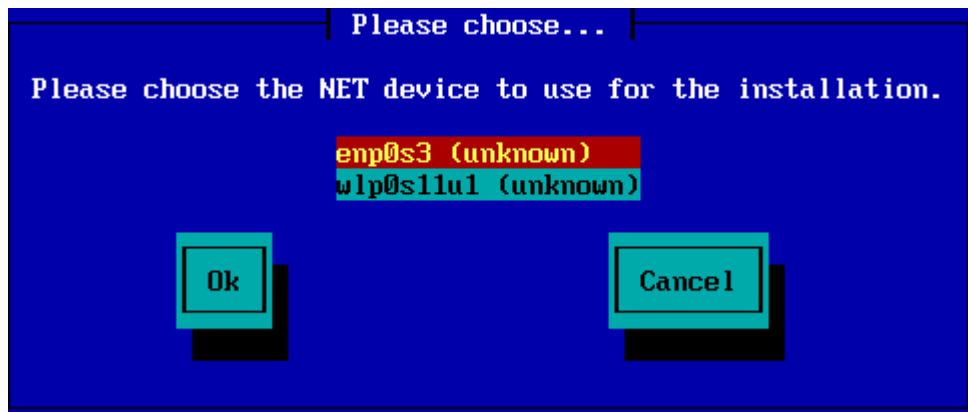 Please choose...
Please choose the NET device to use for the installation.
enp0s3 (unknown)
wlp0s11u1 (unknown)
Ok
Cancel